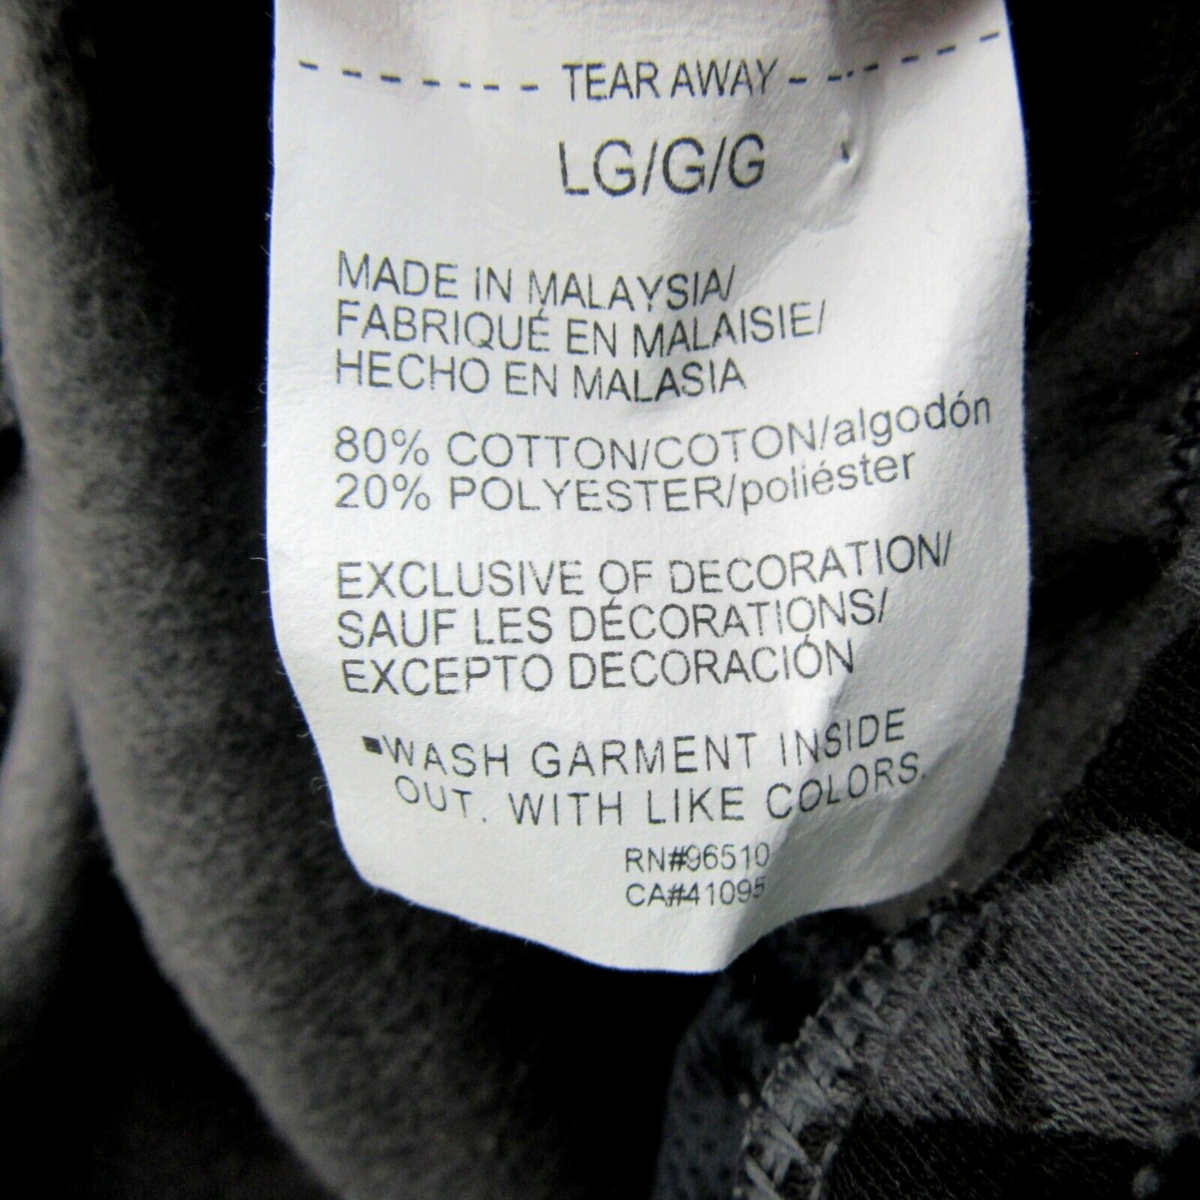 TEAR AWAY
LG/G/G
MADE IN MALAYSIA/
FABRIQUÉ EN MALAISIE/
HECHO EN MALASIA
80% COTTON/COTON/algodón
20% POLYESTER/poliéster
EXCLUSIVE OF DECORATION/
SAUF LES DÉCORATIONS/
EXCEPTO DECORACIÓN
▪WASH GARMENT INSIDE
OUT. WITH LIKE COLORS.
RN#96510
CA#41095